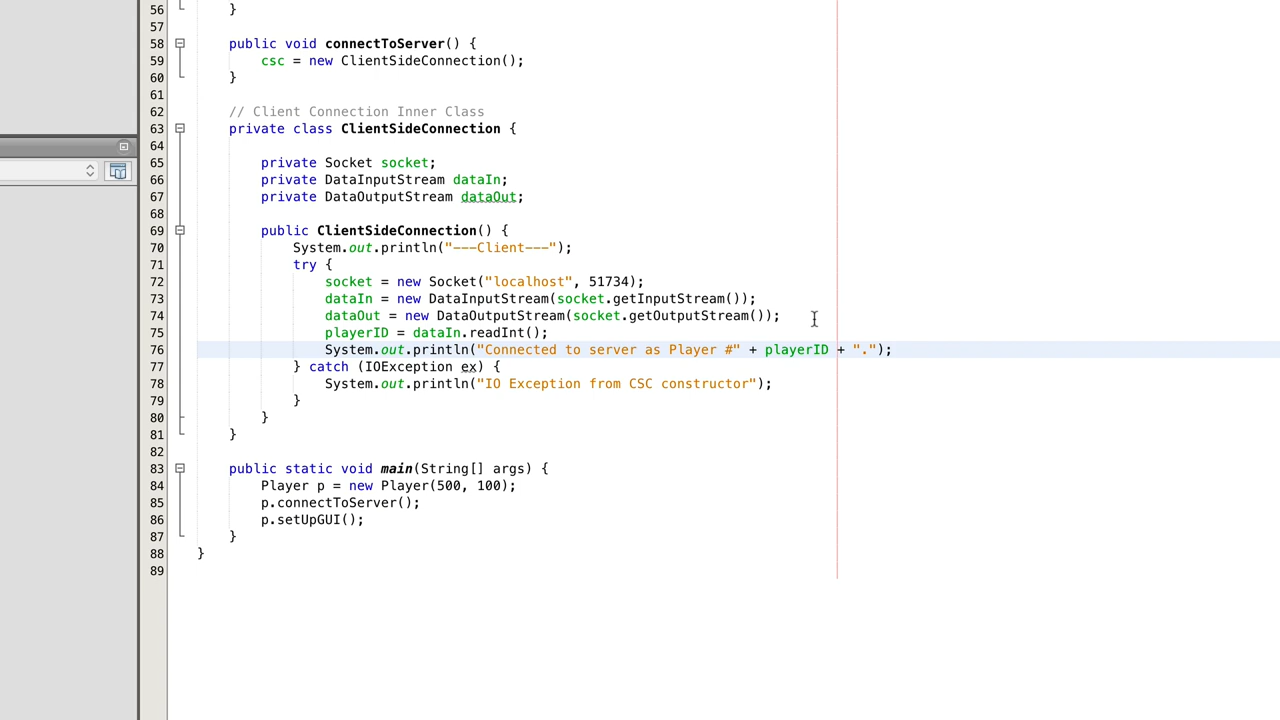 56 }
57
58 public void connectToServer() {
59 csc = new ClientSideConnection();
60 }
61
62 // Client Connection Inner Class
63 private class ClientSideConnection {
64
65 private Socket socket;
66 private DataInputStream dataIn;
67 private DataOutputStream dataOut;
68
69 public ClientSideConnection() {
70 System.out.println("---Client---");
71 try {
72 socket = new Socket("localhost", 51734);
73 dataIn = new DataInputStream(socket.getInputStream());
74 dataOut = new DataOutputStream(socket.getOutputStream());
75 playerID = dataIn.readInt();
76 System.out.println("Connected to server as Player #" + playerID + ".");
77 } catch (IOException ex) {
78 System.out.println("IO Exception from CSC constructor");
79 }
80 }
81 }
82
83 public static void main(String[] args) {
84 Player p = new Player(500, 100);
85 p.connectToServer();
86 p.setUpGUI();
87 }
88 }
89